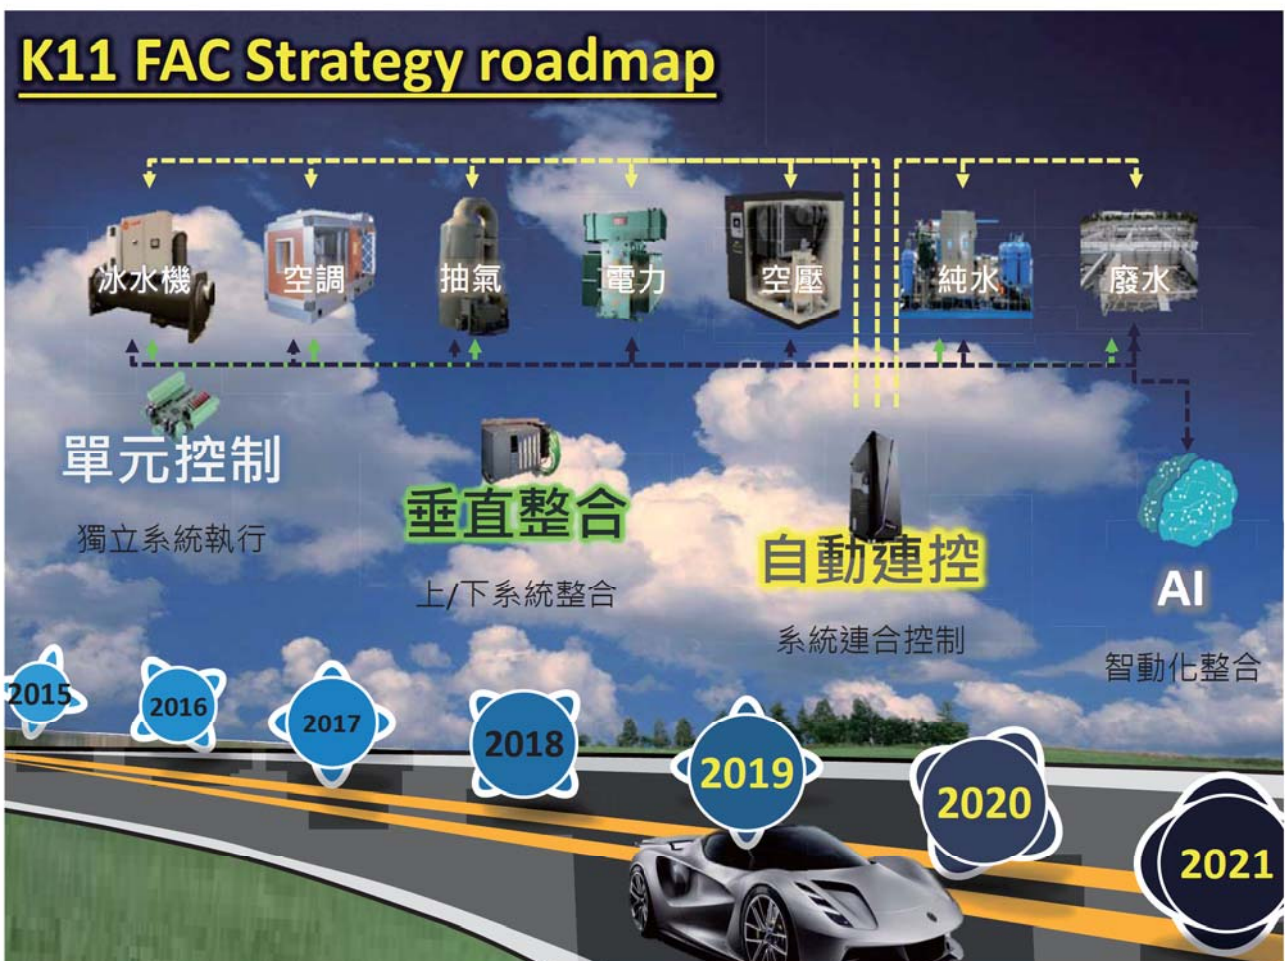 K11 FAC Strategy roadmap
冰水機
空調
抽氣
電力
空壓
純水
廢水
單元控制
獨立系統執行
垂直整合
上/下系統整合
自動連控
系統連合控制
AI
智動化整合
2015
2016
2017
2018
2019
2020
2021